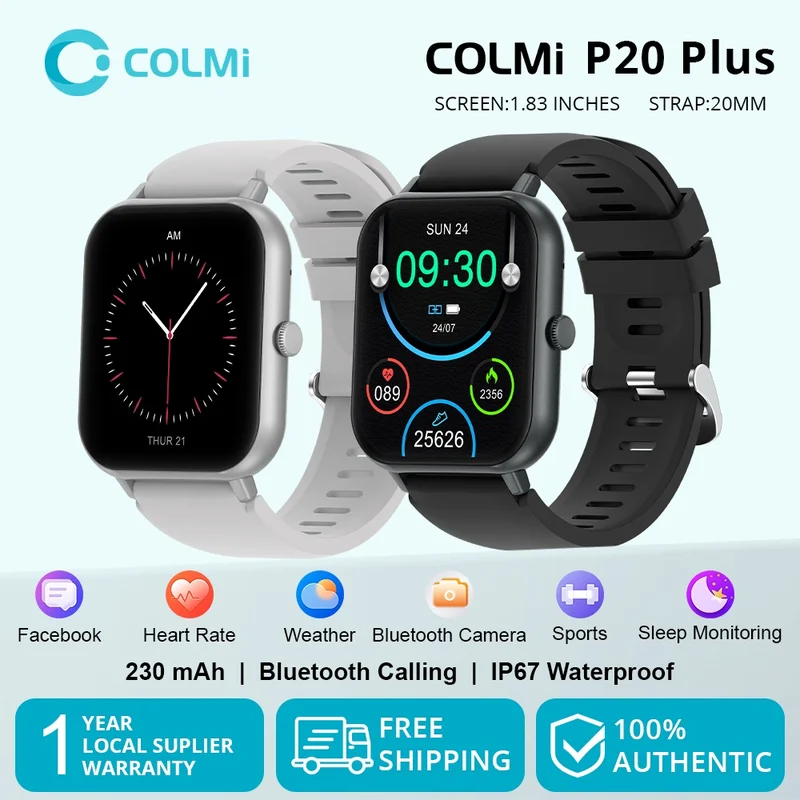 COLMi
COLMi P20 Plus
SCREEN:1.83 INCHES STRAP:20MM
AM
THUR 21
SUN 24
09:30
24/07
089
2356
25626
Facebook
Heart Rate
Weather
Bluetooth Camera
Sports
Sleep Monitoring
230 mAh | Bluetooth Calling | IP67 Waterproof
1 YEAR
LOCAL SUPLIER
WARRANTY
FREE
SHIPPING
100%
AUTHENTIC